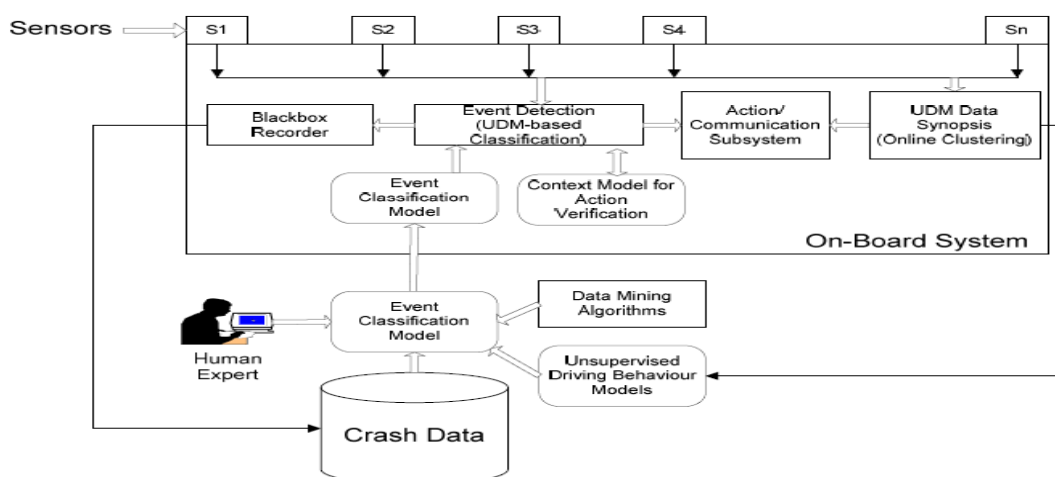 Sensors
S1
S2
S3
S4
Sn
Blackbox
Recorder
Event Detection
(UDM-based
Classification)
Action/
Communication
Subsystem
UDM Data
Synopsis
(Online Clustering)
Event
Classification
Model
Context Model for
Action
Verification
On-Board System
Event
Classification
Model
Data Mining
Algorithms
Human
Expert
Unsupervised
Driving Behaviour
Models
Crash Data